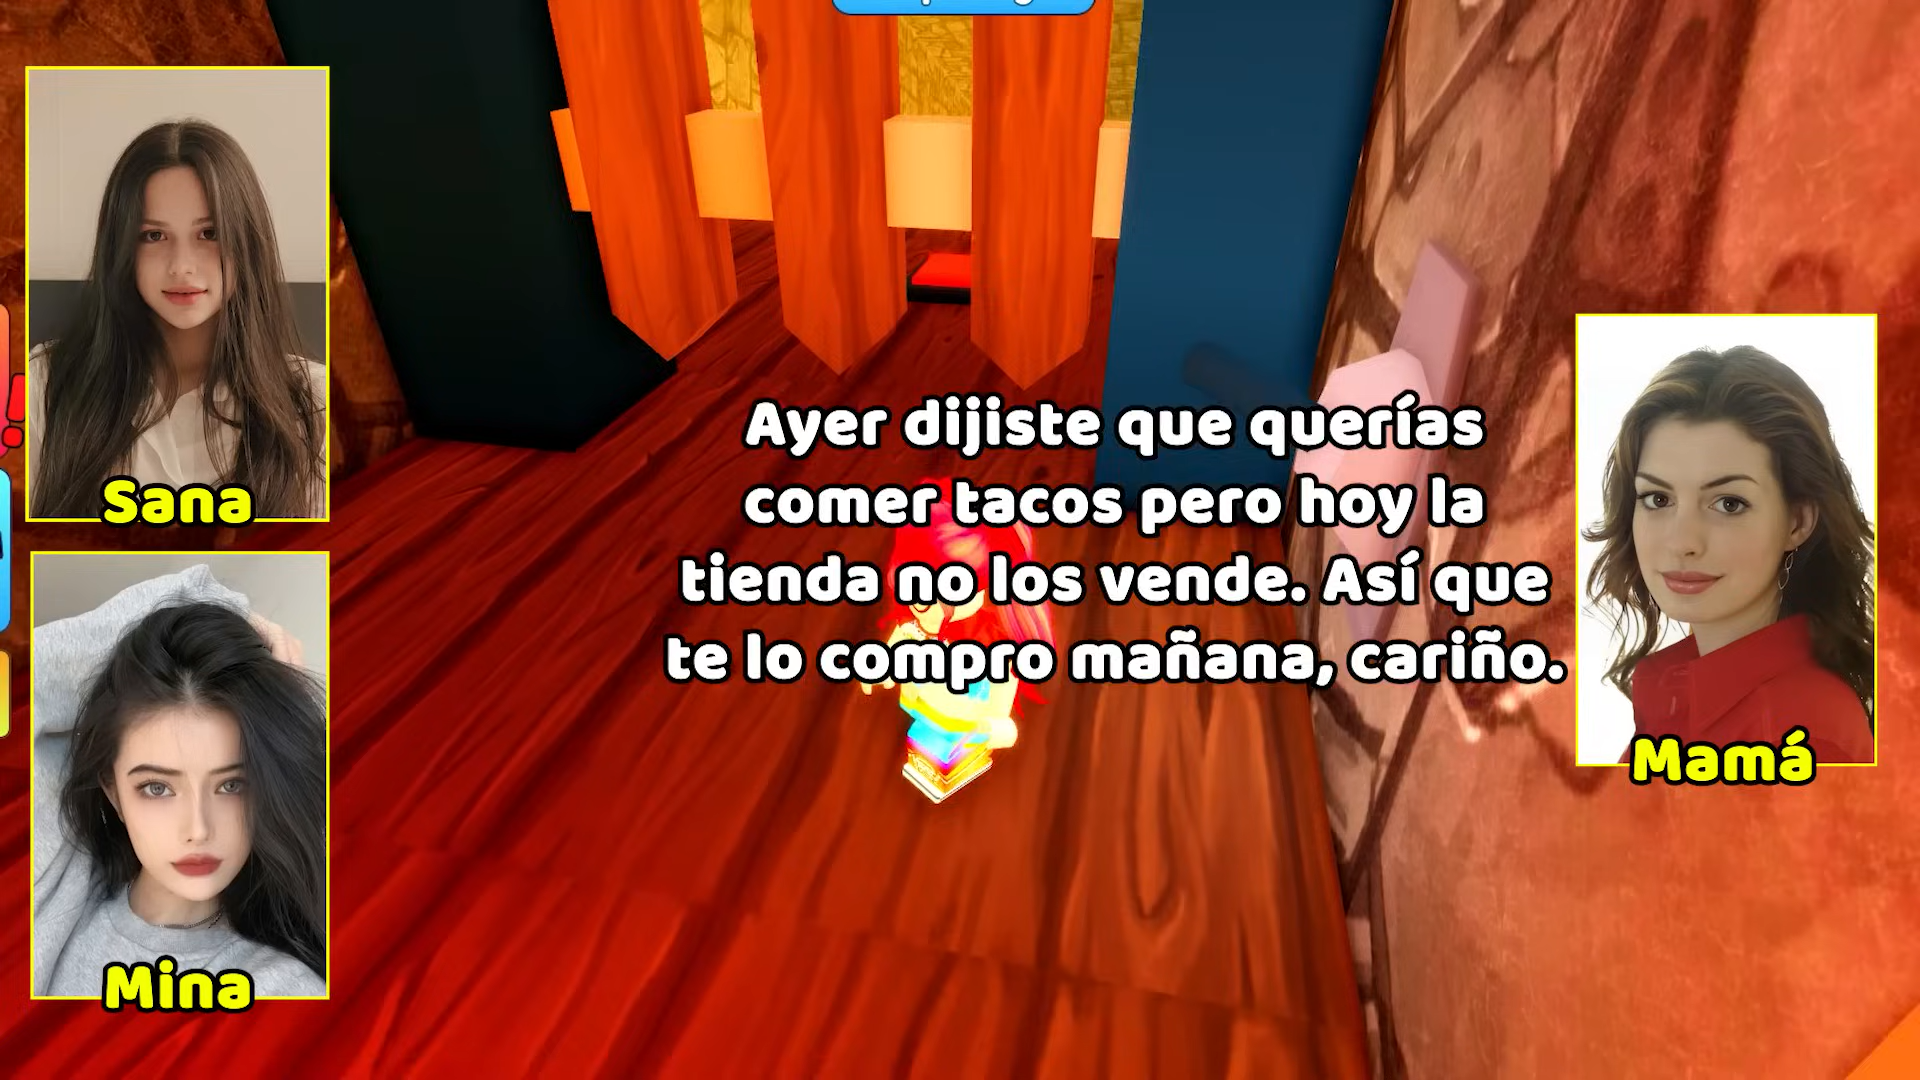 Sana
Ayer dijiste que querías
comer tacos pero hoy la
tienda no los vende. Así que
te lo compro mañana, cariño.
Mamá
Mina